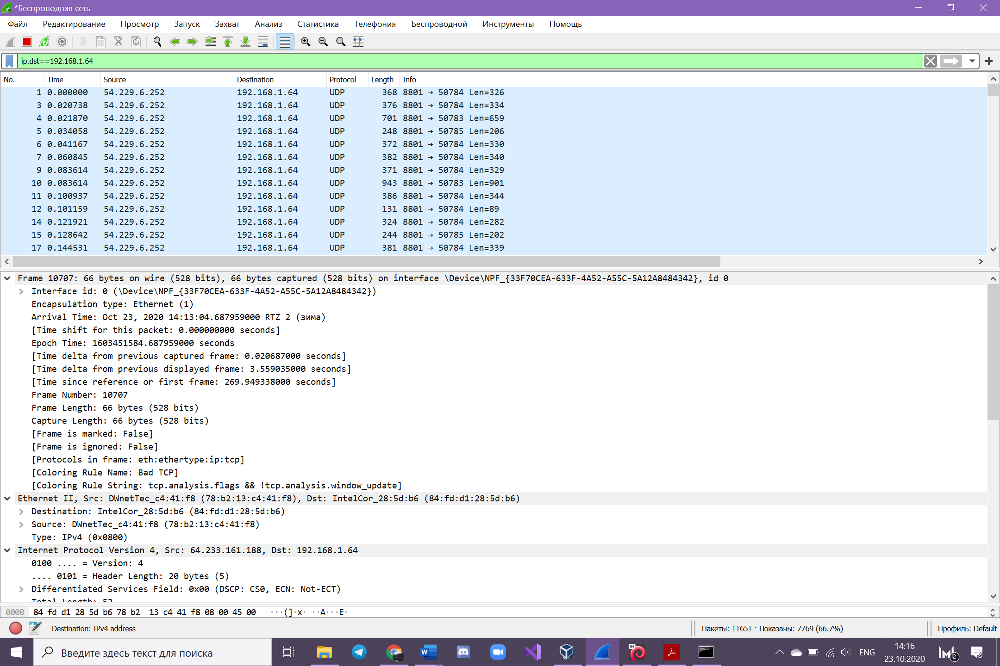 *Беспроводная сеть
Файл Редактирование Просмотр Запуск Захват Анализ Статистика Телефония Беспроводной Инструменты Помощь
ip.dst==192.168.1.64
No. Time Source Destination Protocol Length Info
1 0.000000 54.229.6.252 192.168.1.64 UDP 368 8801 → 50784 Len=326
3 0.020738 54.229.6.252 192.168.1.64 UDP 376 8801 → 50784 Len=334
4 0.021870 54.229.6.252 192.168.1.64 UDP 701 8801 → 50783 Len=659
5 0.034058 54.229.6.252 192.168.1.64 UDP 248 8801 → 50785 Len=206
6 0.041167 54.229.6.252 192.168.1.64 UDP 372 8801 → 50784 Len=330
7 0.060845 54.229.6.252 192.168.1.64 UDP 382 8801 → 50784 Len=340
9 0.083614 54.229.6.252 192.168.1.64 UDP 371 8801 → 50784 Len=329
10 0.083614 54.229.6.252 192.168.1.64 UDP 943 8801 → 50783 Len=901
11 0.100937 54.229.6.252 192.168.1.64 UDP 386 8801 → 50784 Len=344
12 0.101159 54.229.6.252 192.168.1.64 UDP 131 8801 → 50784 Len=89
14 0.121921 54.229.6.252 192.168.1.64 UDP 324 8801 → 50784 Len=282
15 0.128642 54.229.6.252 192.168.1.64 UDP 244 8801 → 50785 Len=202
17 0.144531 54.229.6.252 192.168.1.64 UDP 381 8801 → 50784 Len=339
Frame 10707: 66 bytes on wire (528 bits), 66 bytes captured (528 bits) on interface \Device\NPF_{33F70CEA-633F-4A52-A55C-5A12A8484342}, id 0
Interface id: 0 (\Device\NPF_{33F70CEA-633F-4A52-A55C-5A12A8484342})
Encapsulation type: Ethernet (1)
Arrival Time: Oct 23, 2020 14:13:04.687959000 RTZ 2 (зима)
[Time shift for this packet: 0.000000000 seconds]
Epoch Time: 1603451584.687959000 seconds
[Time delta from previous captured frame: 0.020687000 seconds]
[Time delta from previous displayed frame: 3.559035000 seconds]
[Time since reference or first frame: 269.949338000 seconds]
Frame Number: 10707
Frame Length: 66 bytes (528 bits)
Capture Length: 66 bytes (528 bits)
[Frame is marked: False]
[Frame is ignored: False]
[Protocols in frame: eth:ethertype:ip:tcp]
[Coloring Rule Name: Bad TCP]
[Coloring Rule String: tcp.analysis.flags && !tcp.analysis.window_update]
Ethernet II, Src: DWnetTec_c4:41:f8 (78:b2:13:c4:41:f8), Dst: IntelCor_28:5d:b6 (84:fd:d1:28:5d:b6)
Destination: IntelCor_28:5d:b6 (84:fd:d1:28:5d:b6)
Source: DWnetTec_c4:41:f8 (78:b2:13:c4:41:f8)
Type: IPv4 (0x0800)
Internet Protocol Version 4, Src: 64.233.161.188, Dst: 192.168.1.64
0100 .... = Version: 4
.... 0101 = Header Length: 20 bytes (5)
Differentiated Services Field: 0x00 (DSCP: CS0, ECN: Not-ECT)
Total Length: 52
0000 84 fd d1 28 5d b6 78 b2 13 c4 41 f8 08 00 45 00 ···(]·x· ··A···E·
Destination: IPv4 address
Пакеты: 11651 · Показаны: 7769 (66.7%)
Профиль: Default
Введите здесь текст для поиска
ENG
14:16
23.10.2020
2